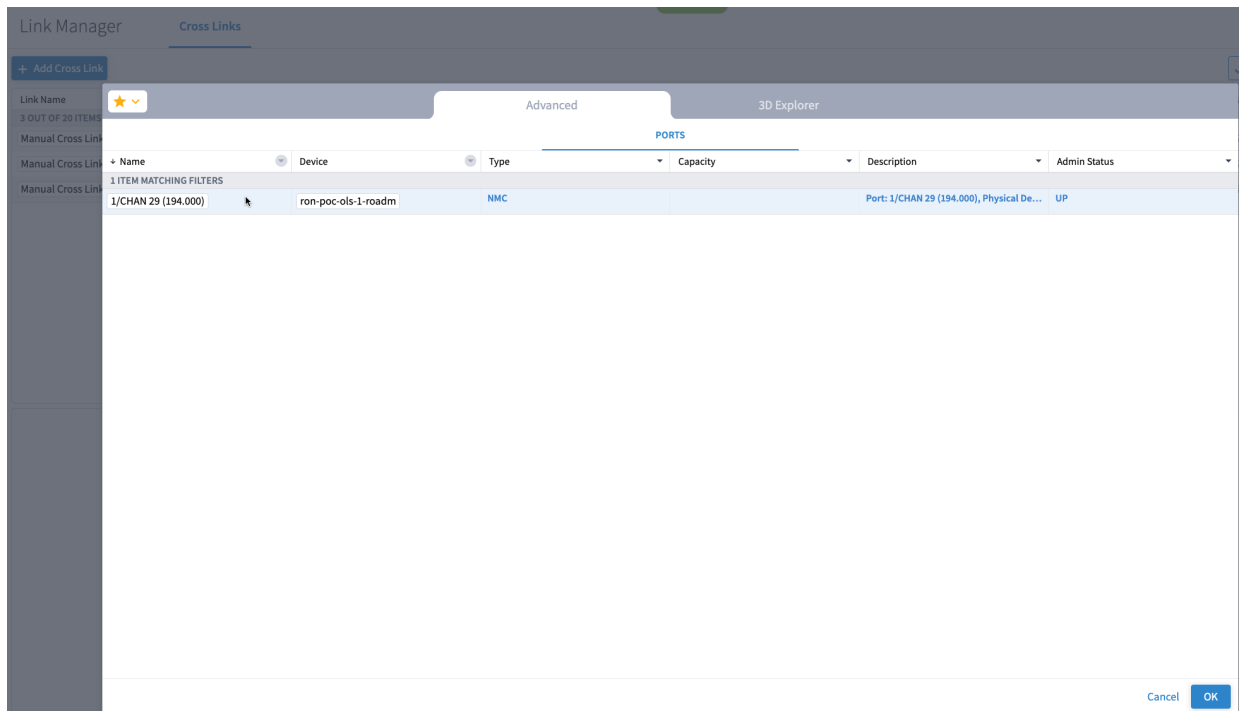 Link Manager
Cross Links
+ Add Cross Link
Link Name
3 OUT OF 20 ITEMS
Manual Cross Link
Manual Cross Link
Manual Cross Link
Advanced
3D Explorer
PORTS
Name Device Type Capacity Description Admin Status
1 ITEM MATCHING FILTERS
1/CHAN 29 (194.000) ron-poc-ols-1-roadm NMC Port: 1/CHAN 29 (194.000), Physical De... UP
Cancel OK